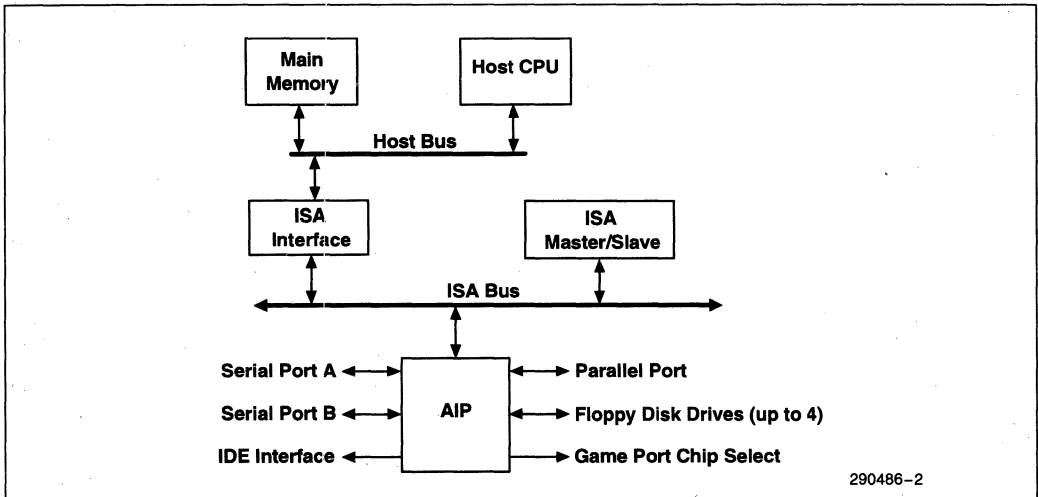 Main
Memory
Host CPU
Host Bus
ISA
Interface
ISA
Master/Slave
ISA Bus
Serial Port A
AIP
Parallel Port
Serial Port B
Floppy Disk Drives (up to 4)
IDE Interface
Game Port Chip Select
290486-2